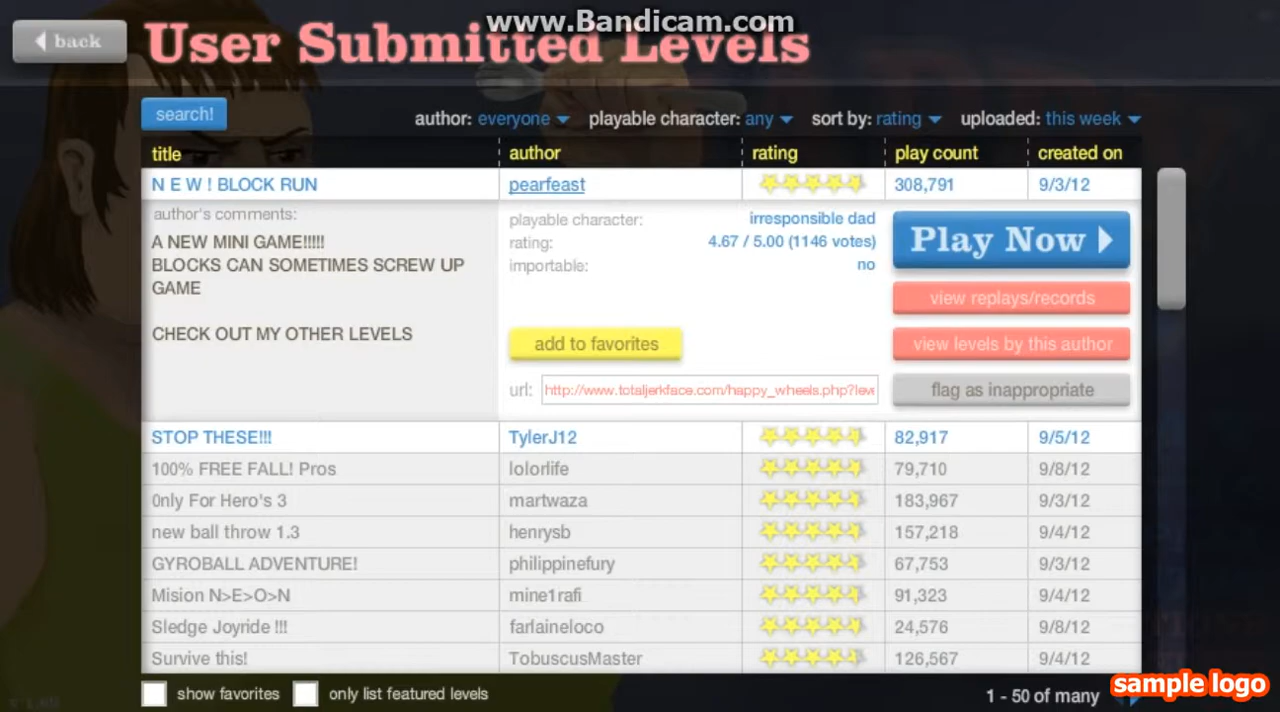 www.Bandicam.com
back
User Submitted Levels
search!
author: everyone playable character: any sort by: rating uploaded: this week
title author rating play count created on
N E W ! BLOCK RUN pearfeast 308,791 9/3/12
author's comments:
A NEW MINI GAME!!!!!
BLOCKS CAN SOMETIMES SCREW UP
GAME
CHECK OUT MY OTHER LEVELS
playable character: irresponsible dad
rating: 4.67 / 5.00 (1146 votes)
importable: no
add to favorites
url: http://www.totaljerkface.com/happy_wheels.php?leve
Play Now
view replays/records
view levels by this author
flag as inappropriate
STOP THESE!!! TylerJ12 82,917 9/5/12
100% FREE FALL! Pros lolorlife 79,710 9/8/12
0nly For Hero's 3 martwaza 183,967 9/3/12
new ball throw 1.3 henrysb 157,218 9/4/12
GYROBALL ADVENTURE! philippinefury 67,753 9/3/12
Mision N>E>O>N mine1rafi 91,323 9/4/12
Sledge Joyride !!! farlaineloco 24,576 9/8/12
Survive this! TobuscusMaster 126,567 9/4/12
show favorites only list featured levels 1 - 50 of many
sample logo